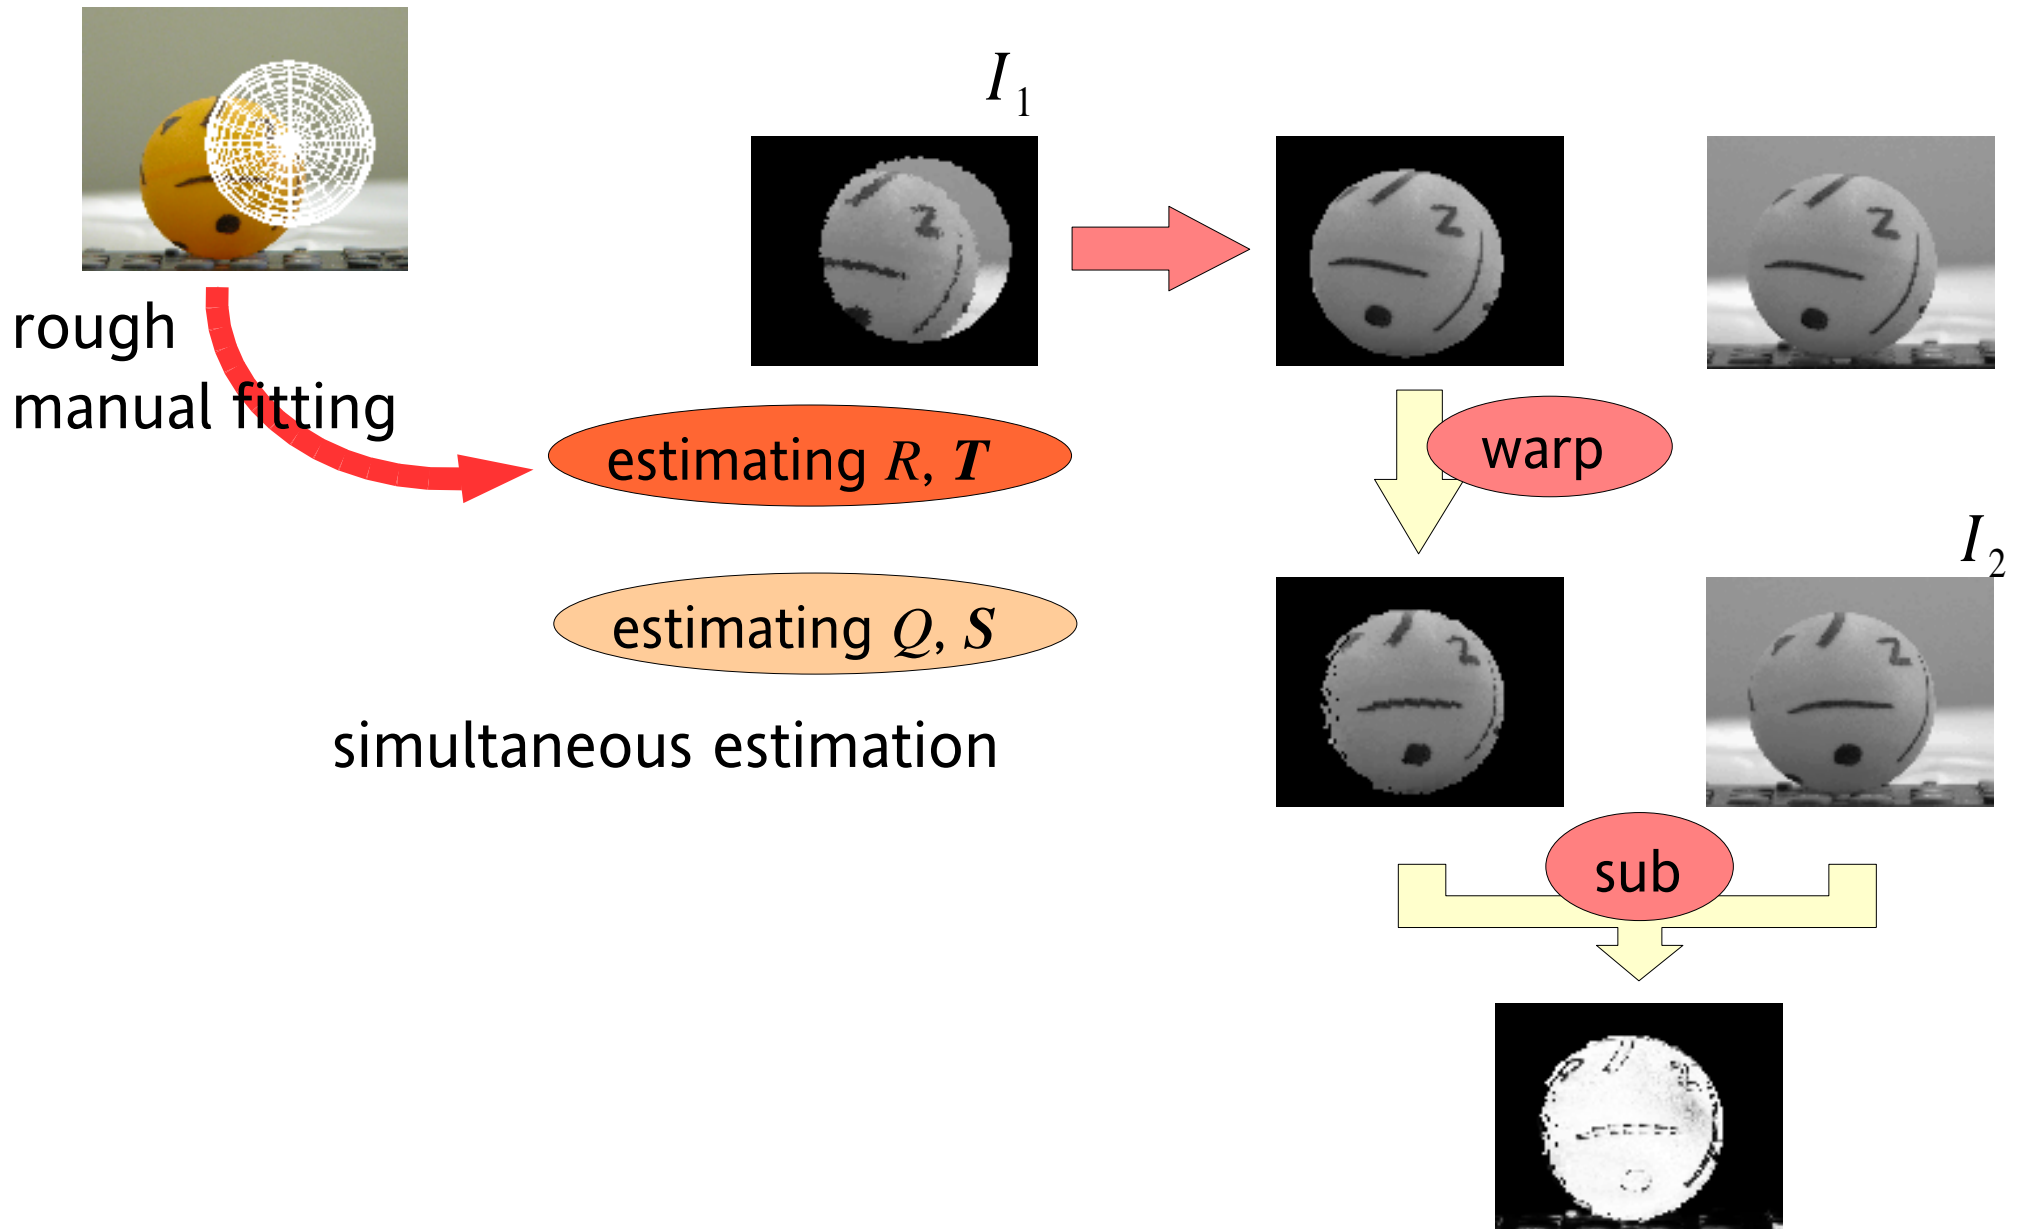 I₁
rough
manual fitting
estimating R, T
warp
I₂
estimating Q, S
simultaneous estimation
sub